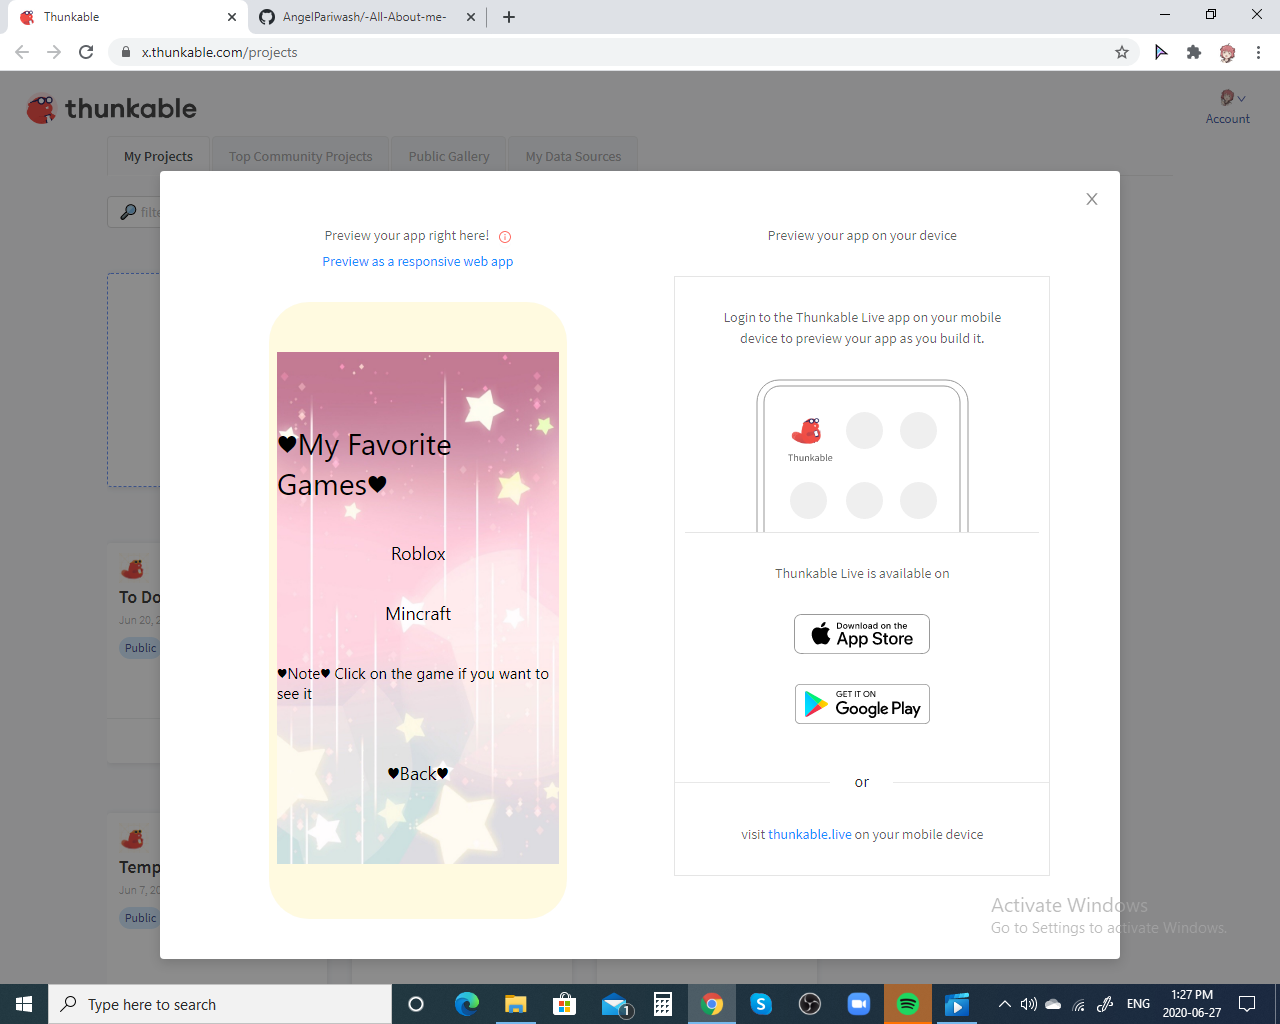 Thunkable
AngelPariwash/-All-About-me-
x.thunkable.com/projects
thunkable
Account
My Projects
Top Community Projects
Public Gallery
My Data Sources
filte
Preview your app right here!
Preview as a responsive web app
♥My Favorite
Games♥
Roblox
Mincraft
♥Note♥ Click on the game if you want to
see it
♥Back♥
Preview your app on your device
Login to the Thunkable Live app on your mobile
device to preview your app as you build it.
Thunkable
Thunkable Live is available on
Download on the
App Store
GET IT ON
Google Play
or
visit thunkable.live on your mobile device
To Do
Jun 20, 2
Public
Temp
Jun 7, 20
Public
Activate Windows
Go to Settings to activate Windows.
Type here to search
1
ENG
1:27 PM
2020-06-27